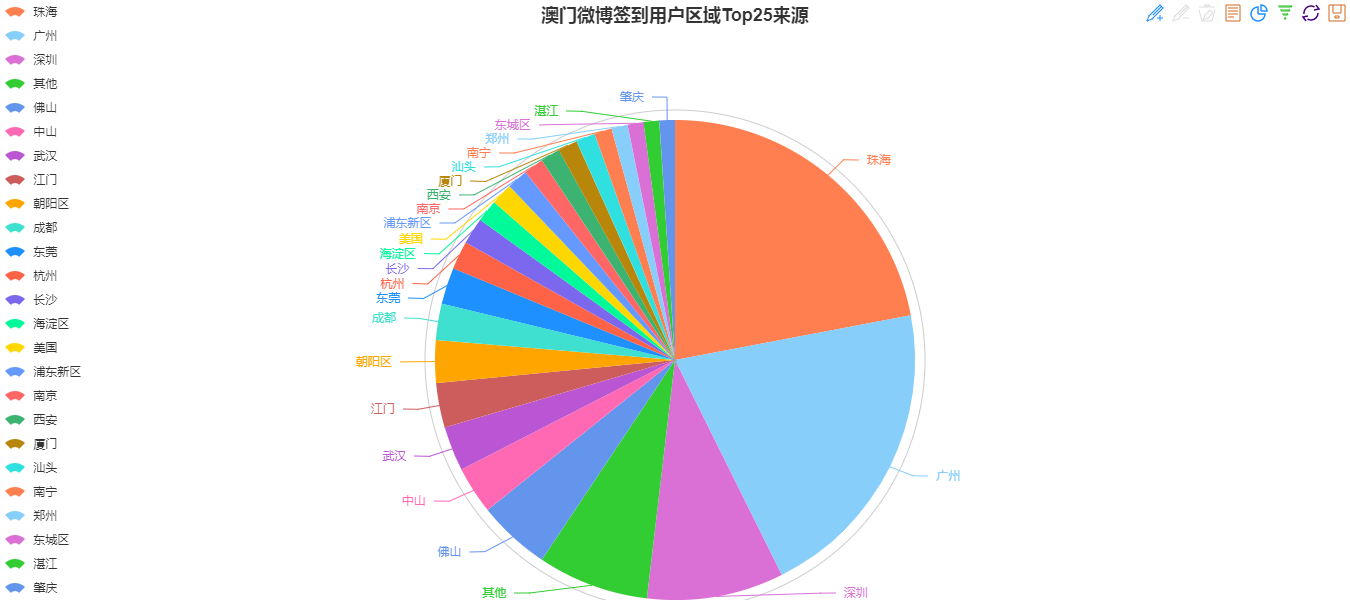 澳门微博签到用户区域Top25来源
珠海
广州
深圳
其他
佛山
中山
武汉
江门
朝阳区
成都
东莞
杭州
长沙
海淀区
美国
浦东新区
南京
西安
厦门
汕头
南宁
郑州
东城区
湛江
肇庆
肇庆
湛江
东城区
郑州
南宁
汕头
厦门
西安
南京
浦东新区
美国
海淀区
长沙
杭州
东莞
成都
朝阳区
江门
武汉
中山
佛山
其他
珠海
广州
深圳